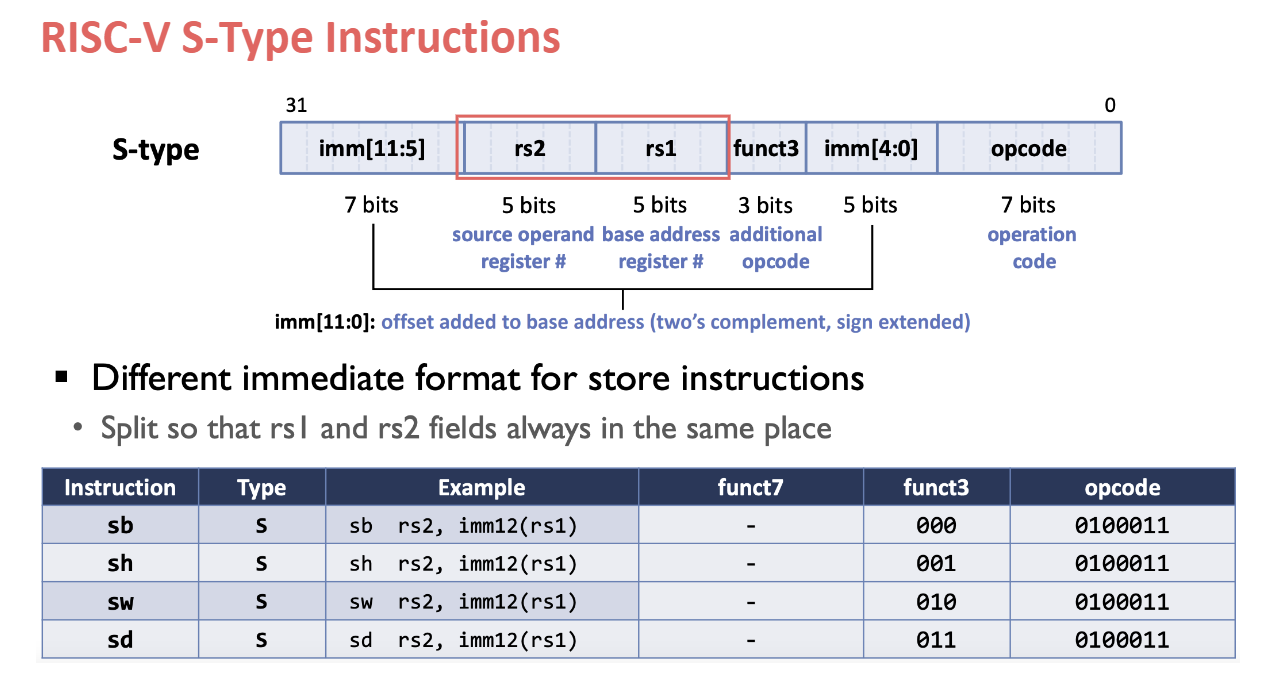 RISC-V S-Type Instructions
31 0
S-type imm[11:5] rs2 rs1 funct3 imm[4:0] opcode
7 bits 5 bits 5 bits 3 bits 5 bits 7 bits
source operand base address additional operation
register # register # opcode code
imm[11:0]: offset added to base address (two's complement, sign extended)
▪ Different immediate format for store instructions
• Split so that rs1 and rs2 fields always in the same place
Instruction Type Example funct7 funct3 opcode
sb S sb rs2, imm12(rs1) - 000 0100011
sh S sh rs2, imm12(rs1) - 001 0100011
sw S sw rs2, imm12(rs1) - 010 0100011
sd S sd rs2, imm12(rs1) - 011 0100011